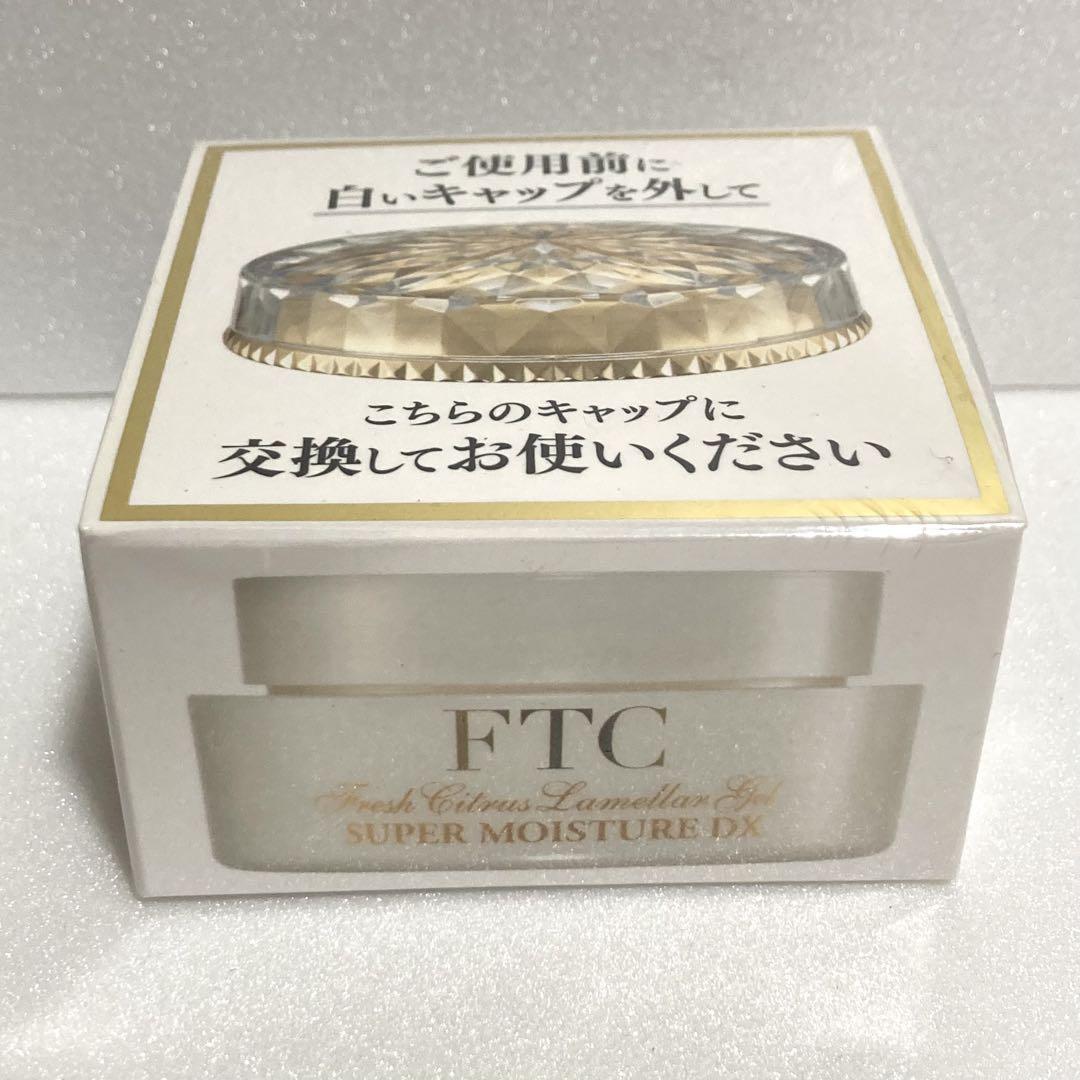 ご使用前に
白いキャップを外して
こちらのキャップに
交換してお使いください
FTC
Fresh Citrus Lamellar Gel
SUPER MOISTURE DX